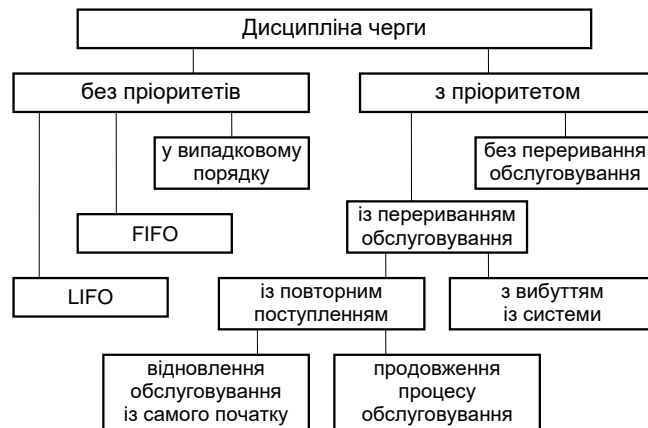 Дисципліна черги
без пріоритетів
з пріоритетом
у випадковому
порядку
без переривання
обслуговування
FIFO
із перериванням
обслуговування
LIFO
із повторним
поступленням
з вибуттям
із системи
відновлення
обслуговування
із самого початку
продовження
процесу
обслуговування